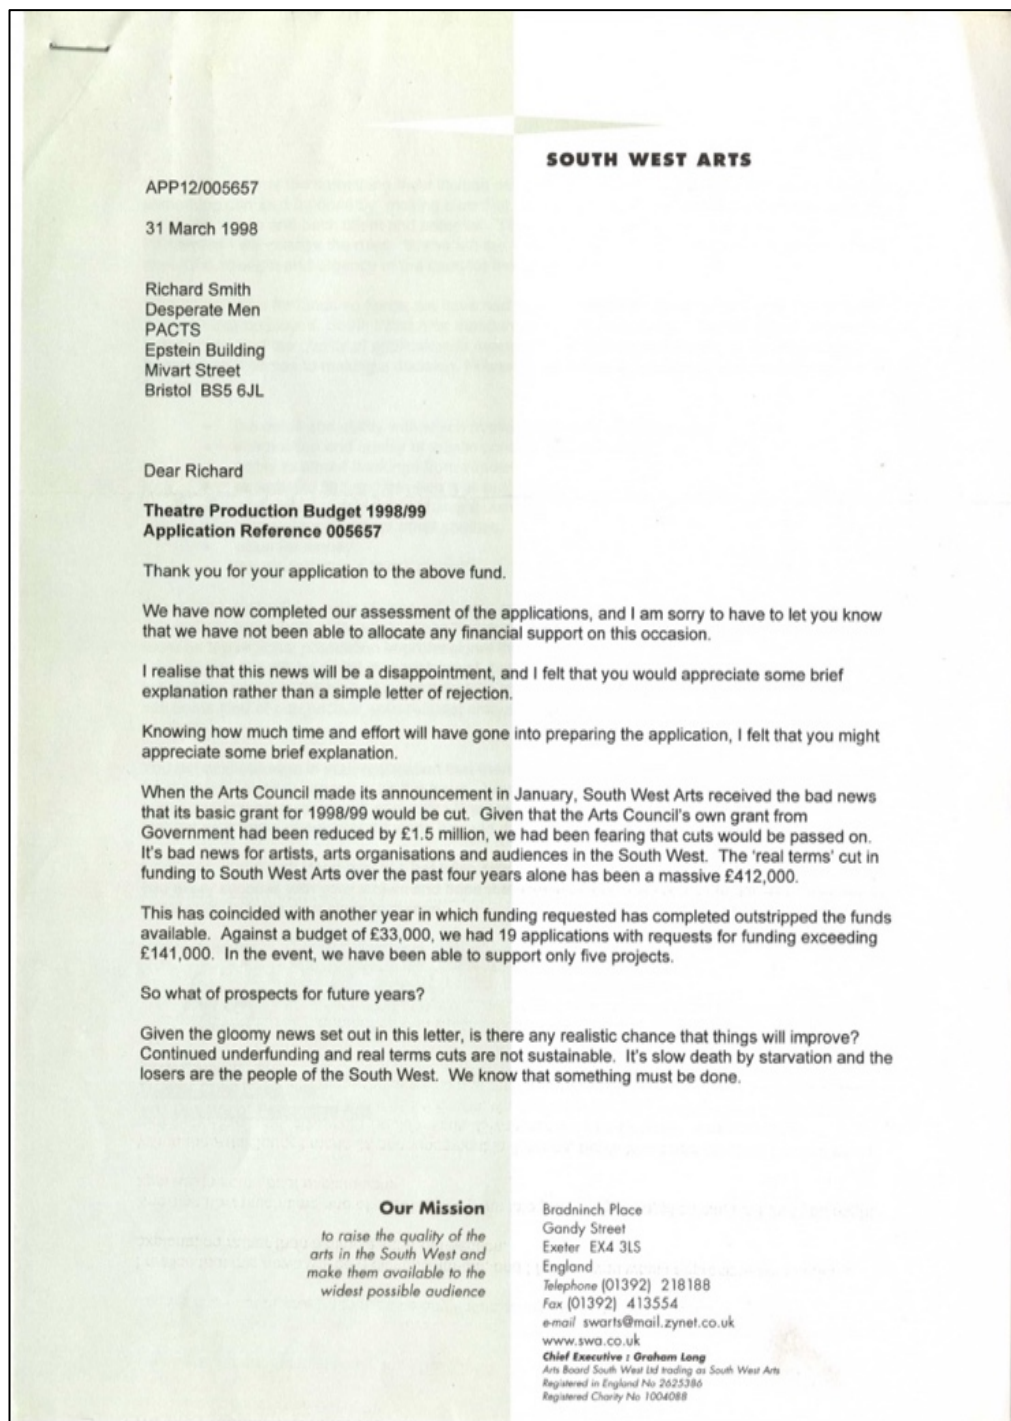 SOUTH WEST ARTS
APP12/005657
31 March 1998
Richard Smith
Desperate Men
PACTS
Epstein Building
Mivart Street
Bristol BS5 6JL
Dear Richard
Theatre Production Budget 1998/99
Application Reference 005657
Thank you for your application to the above fund.
We have now completed our assessment of the applications, and I am sorry to have to let you know
that we have not been able to allocate any financial support on this occasion.
I realise that this news will be a disappointment, and I felt that you would appreciate some brief
explanation rather than a simple letter of rejection.
Knowing how much time and effort will have gone into preparing the application, I felt that you might
appreciate some brief explanation.
When the Arts Council made its announcement in January, South West Arts received the bad news
that its basic grant for 1998/99 would be cut. Given that the Arts Council's own grant from
Government had been reduced by £1.5 million, we had been fearing that cuts would be passed on.
It's bad news for artists, arts organisations and audiences in the South West. The 'real terms' cut in
funding to South West Arts over the past four years alone has been a massive £412,000.
This has coincided with another year in which funding requested has completed outstripped the funds
available. Against a budget of £33,000, we had 19 applications with requests for funding exceeding
£141,000. In the event, we have been able to support only five projects.
So what of prospects for future years?
Given the gloomy news set out in this letter, is there any realistic chance that things will improve?
Continued underfunding and real terms cuts are not sustainable. It's slow death by starvation and the
losers are the people of the South West. We know that something must be done.
Our Mission
to raise the quality of the
arts in the South West and
make them available to the
widest possible audience
Bradninch Place
Gandy Street
Exeter EX4 3LS
England
Telephone (01392) 218188
Fax (01392) 413554
e-mail swarts@mail.zynet.co.uk
www.swa.co.uk
Chief Executive : Graham Long
Arts Board South West Ltd trading as South West Arts
Registered in England No 2625386
Registered Charity No 1004088